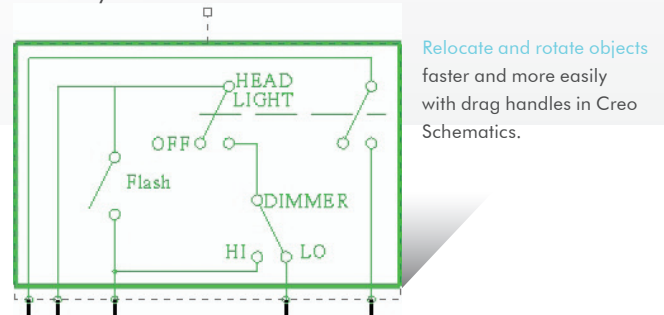 Relocate and rotate objects
faster and more easily
with drag handles in Creo
Schematics.
HEAD
LIGHT
OFF
Flash
DIMMER
HI LO